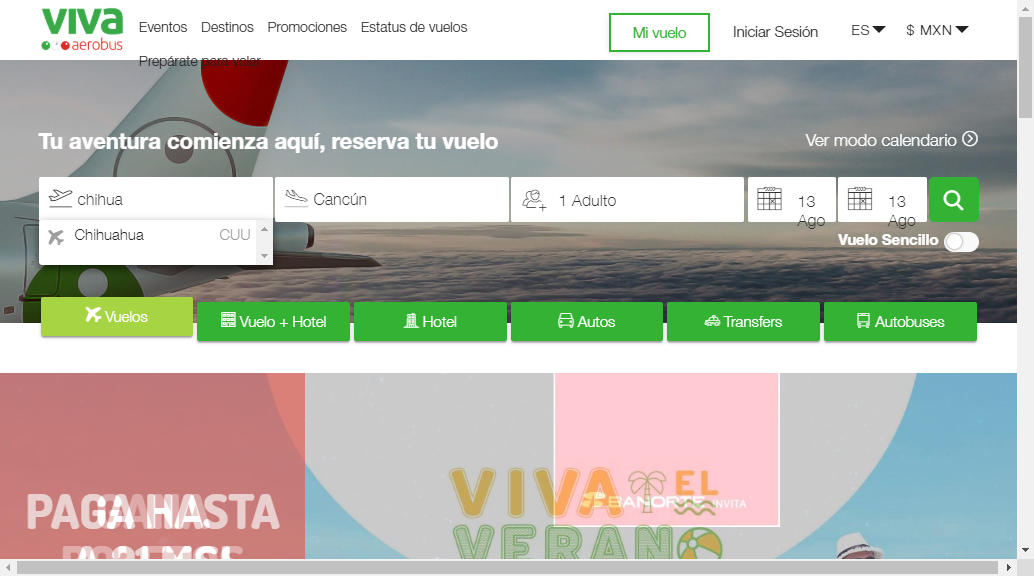 viva aerobus
Eventos Destinos Promociones Estatus de vuelos
Prepárate para volar
Mi vuelo
Iniciar Sesión
ES
$ MXN
Tu aventura comienza aquí, reserva tu vuelo
Ver modo calendario
chihua
Cancún
1 Adulto
13 Ago
13 Ago
Chihuahua CUU
Vuelo Sencillo
Vuelos
Vuelo + Hotel
Hotel
Autos
Transfers
Autobuses
VIVA EL
BANORTE INVITA
VERANO
PAGA HASTA